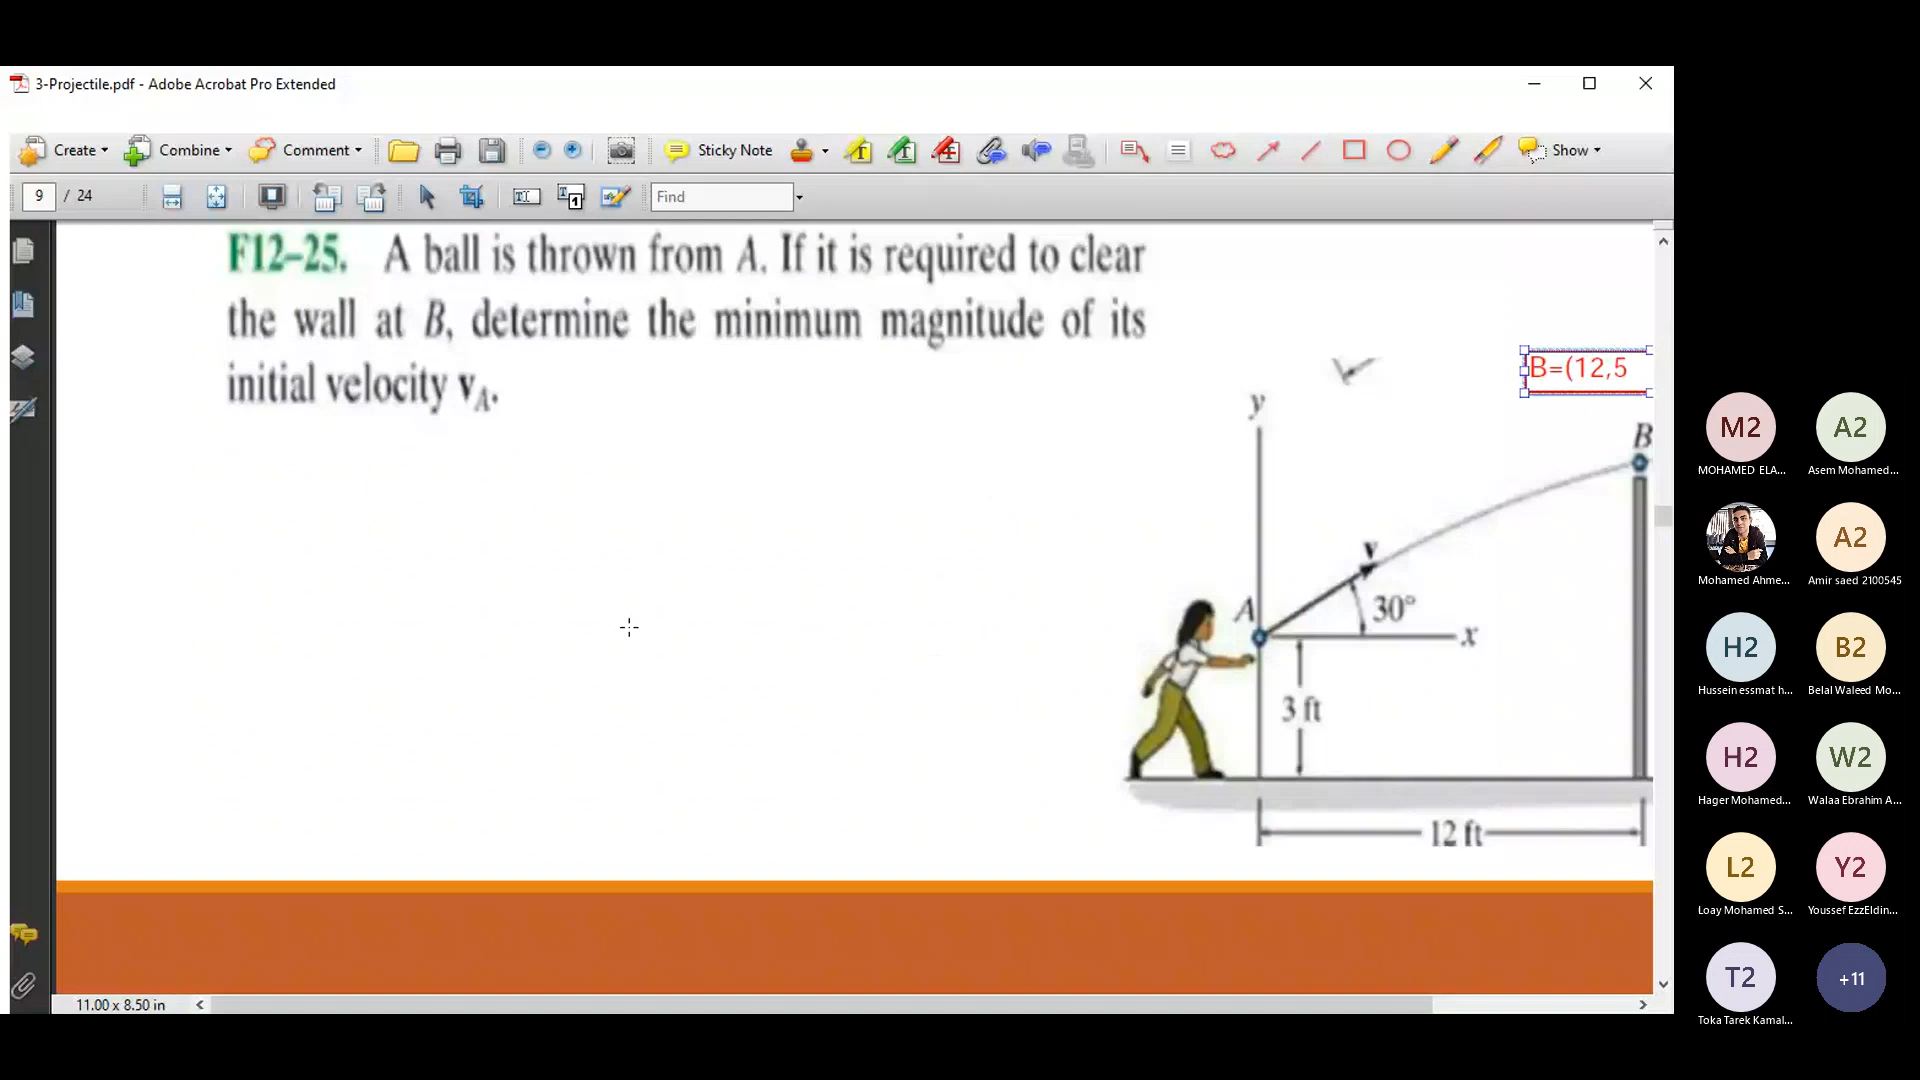 3-Projectile.pdf - Adobe Acrobat Pro Extended
Create Combine Comment Sticky Note Show
9 / 24 Find
F12–25. A ball is thrown from A. If it is required to clear
the wall at B, determine the minimum magnitude of its
initial velocity vA.
B=(12,5
y
B
v
A
30°
x
3 ft
12 ft
11.00 x 8.50 in
M2 A2
MOHAMED ELA... Asem Mohamed...
A2
Mohamed Ahme... Amir saed 2100545
H2 B2
Hussein essmat h... Belal Waleed Mo...
H2 W2
Hager Mohamed... Walaa Ebrahim A...
L2 Y2
Loay Mohamed S... Youssef EzzEldin...
T2 +11
Toka Tarek Kamal...